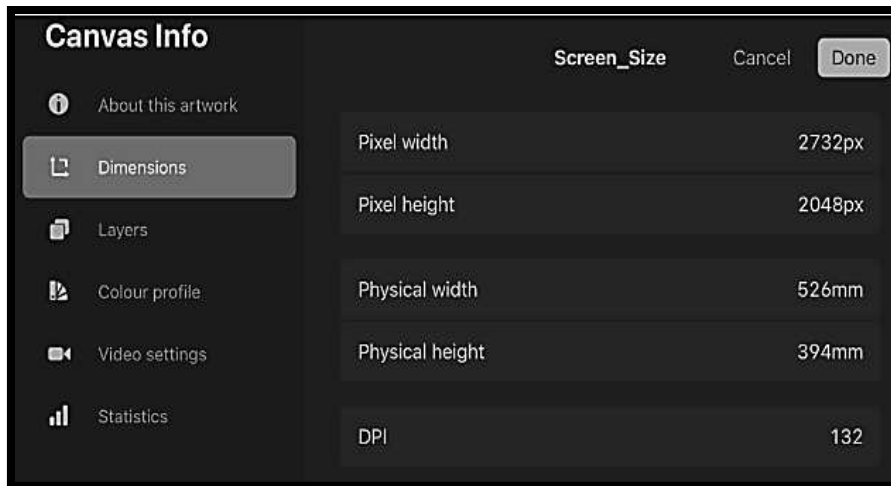 Canvas Info
Screen_Size
Cancel
Done
About this artwork
Dimensions
Layers
Colour profile
Video settings
Statistics
Pixel width 2732px
Pixel height 2048px
Physical width 526mm
Physical height 394mm
DPI 132